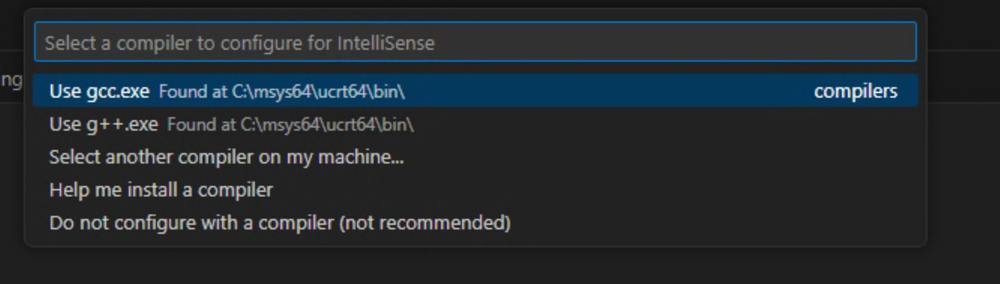 Select a compiler to configure for IntelliSense
ng
Use gcc.exe Found at C:\msys64\ucrt64\bin\ compilers
Use g++.exe Found at C:\msys64\ucrt64\bin\
Select another compiler on my machine...
Help me install a compiler
Do not configure with a compiler (not recommended)